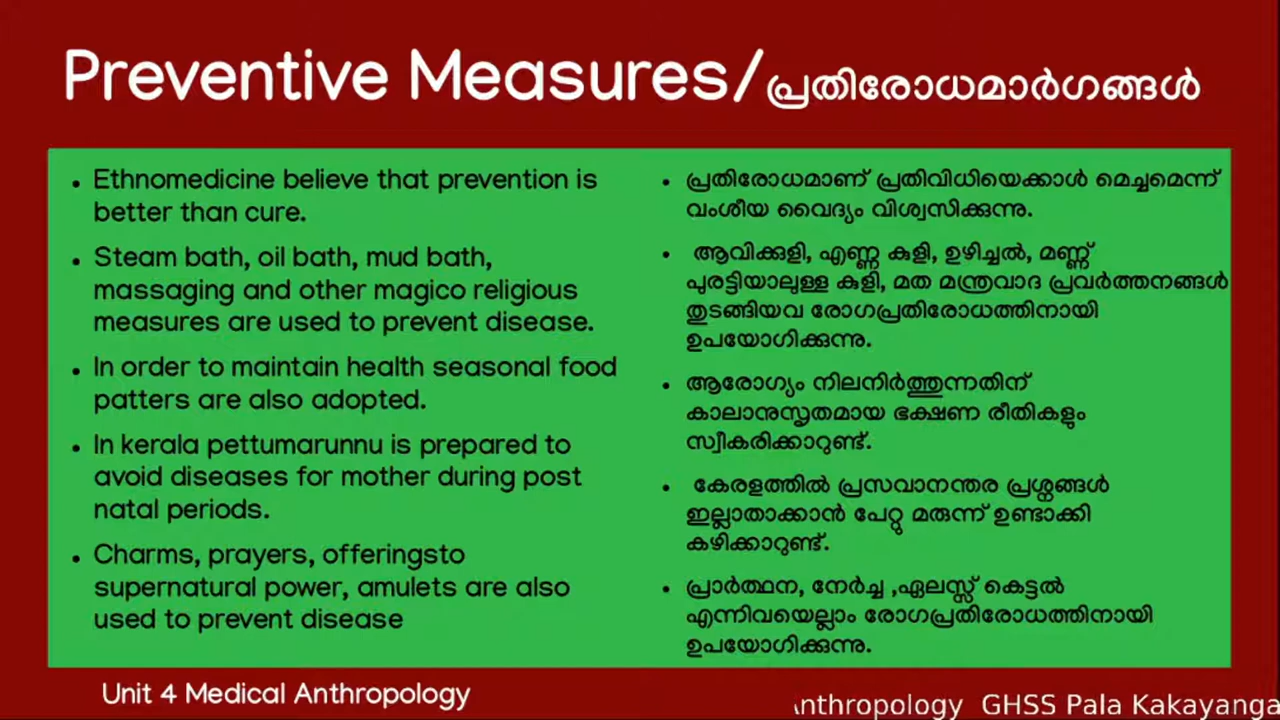 Preventive Measures/പ്രതിരോധമാർഗങ്ങൾ
• Ethnomedicine believe that prevention is
better than cure.
• Steam bath, oil bath, mud bath,
massaging and other magico religious
measures are used to prevent disease.
• In order to maintain health seasonal food
patters are also adopted.
• In kerala pettumarunnu is prepared to
avoid diseases for mother during post
natal periods.
• Charms, prayers, offeringsto
supernatural power, amulets are also
used to prevent disease
• പ്രതിരോധമാണ് പ്രതിവിധിയെക്കാൾ മെച്ചമെന്ന്
വംശീയ വൈദ്യം വിശ്വസിക്കുന്നു.
• ആവിക്കുളി, എണ്ണ കുളി, ഉഴിച്ചൽ, മണ്ണ്
പുരട്ടിയാലുള്ള കുളി, മത മന്ത്രവാദ പ്രവർത്തനങ്ങൾ
തുടങ്ങിയവ രോഗപ്രതിരോധത്തിനായി
ഉപയോഗിക്കുന്നു.
• ആരോഗ്യം നിലനിർത്തുന്നതിന്
കാലാനുസൃതമായ ഭക്ഷണ രീതികളും
സ്വീകരിക്കാറുണ്ട്.
• കേരളത്തിൽ പ്രസവാനന്തര പ്രശ്നങ്ങൾ
ഇല്ലാതാക്കാൻ പേറ്റു മരുന്ന് ഉണ്ടാക്കി
കഴിക്കാറുണ്ട്.
• പ്രാർത്ഥന, നേർച്ച ,ഏലസ്സ് കെട്ടൽ
എന്നിവയെല്ലാം രോഗപ്രതിരോധത്തിനായി
ഉപയോഗിക്കുന്നു.
Unit 4 Medical Anthropology
nthropology GHSS Pala Kakayanga